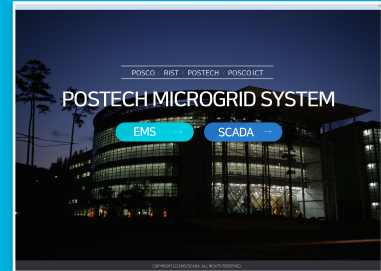 POSCO / RIST / POSTECH / POSCO ICT
POSTECH MICROGRID SYSTEM
EMS → SCADA →
COPYRIGHT (C) EMS/SCADA. ALL RIGHTS RESERVED.